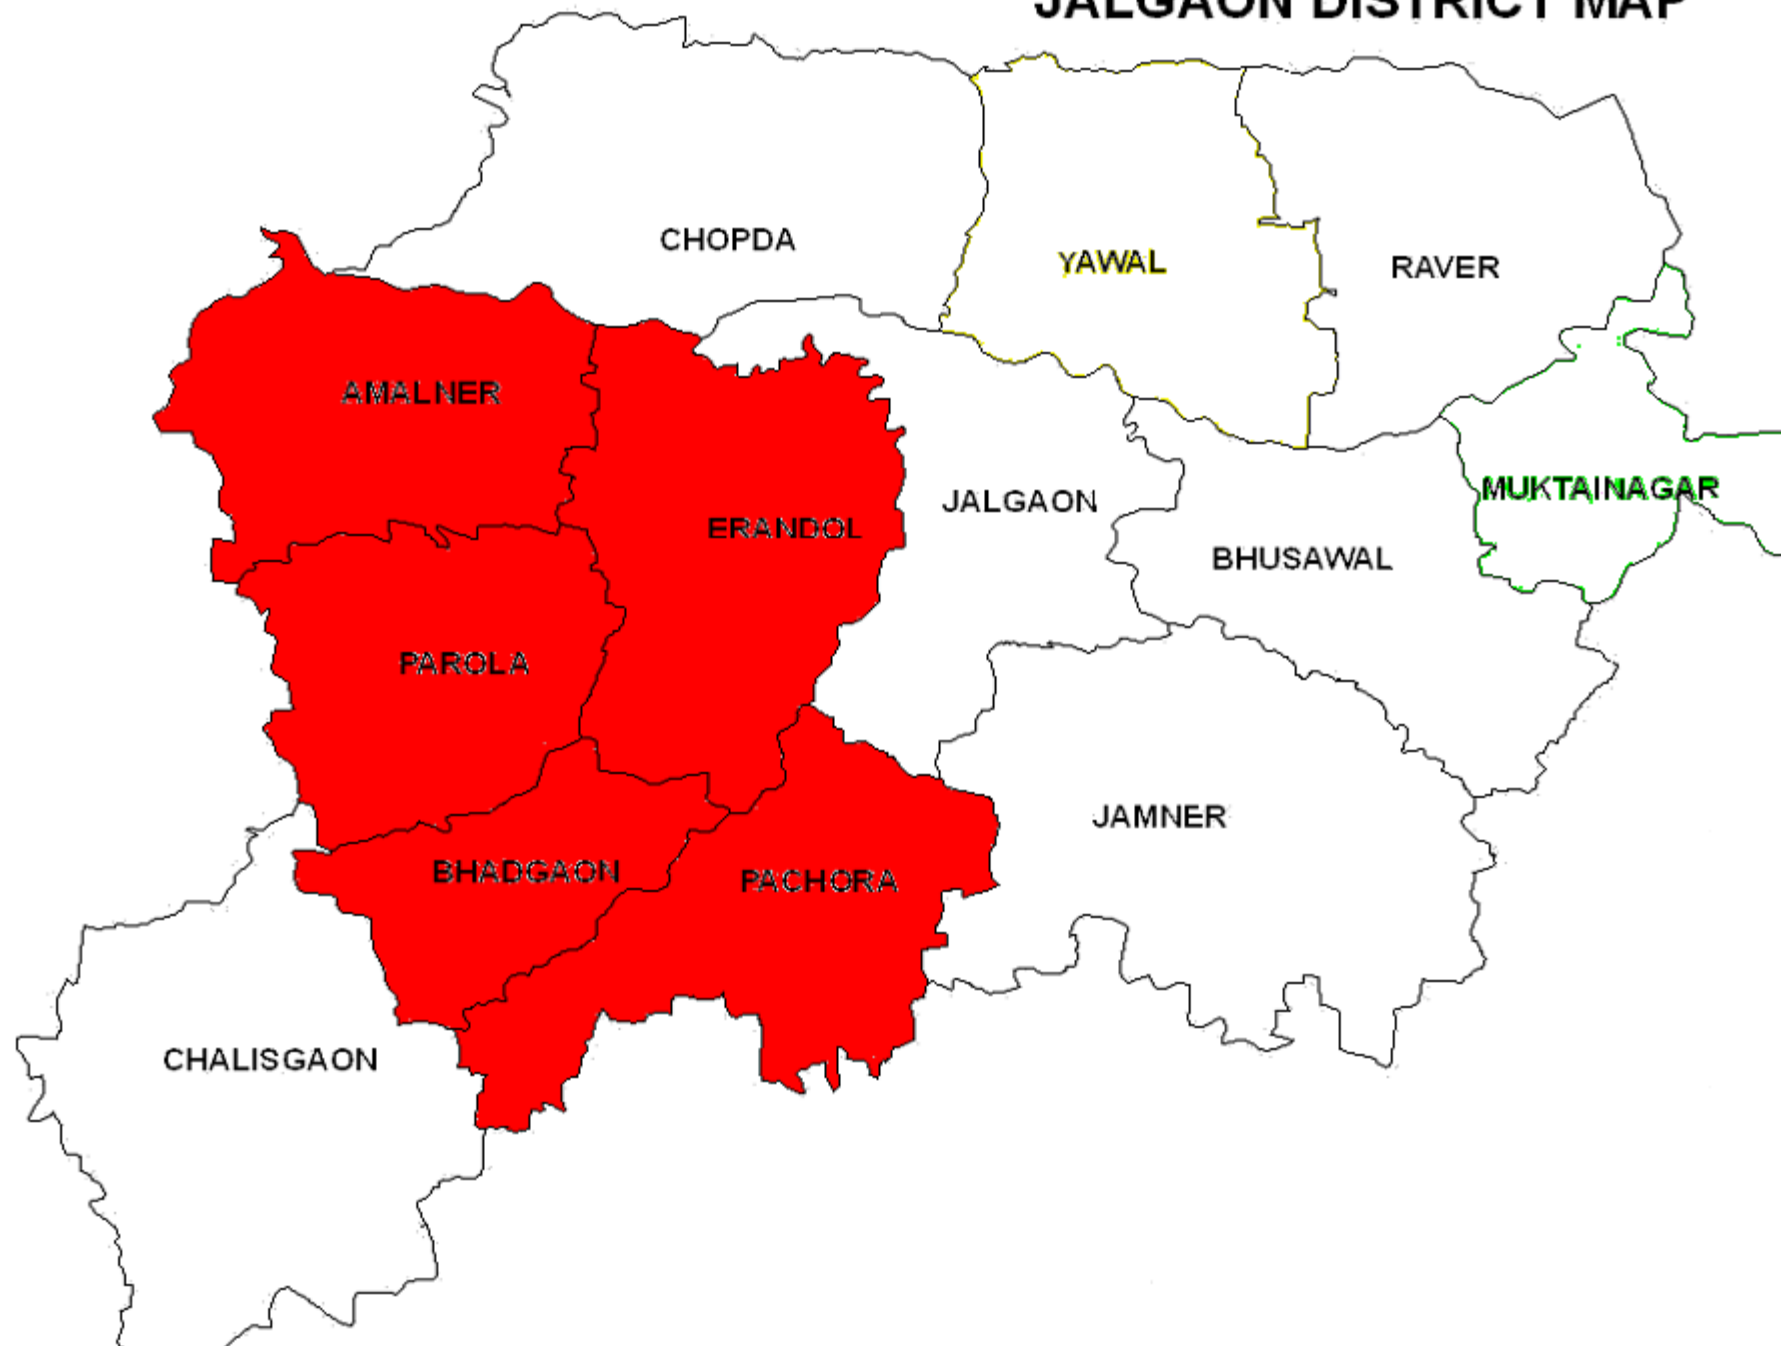 JALGAON DISTRICT MAP
CHOPDA
YAWAL
RAVER
AMALNER
MUKTAINAGAR
JALGAON
ERANDOL
BHUSAWAL
PAROLA
JAMNER
BHADGAON
PACHORA
CHALISGAON